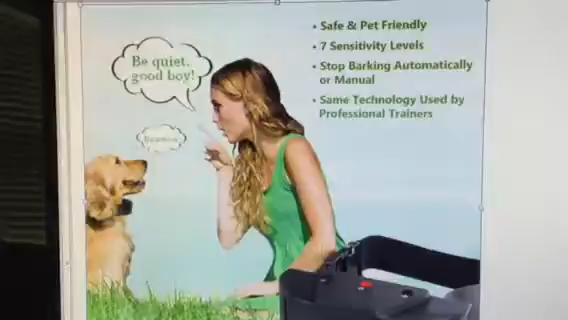 Be quiet,
good boy!
• Safe & Pet Friendly
• 7 Sensitivity Levels
• Stop Barking Automatically
or Manual
• Same Technology Used by
Professional Trainers